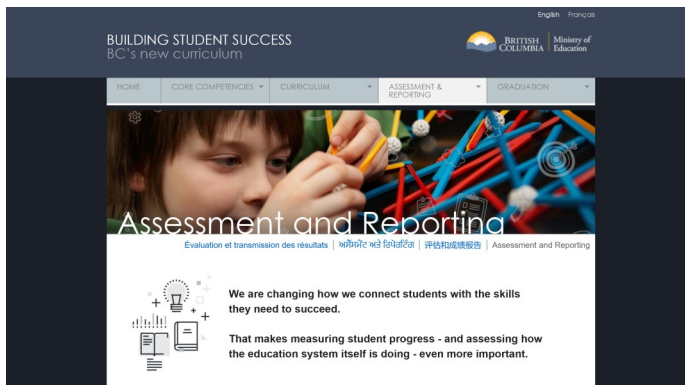 English Français
BUILDING STUDENT SUCCESS
BC's new curriculum
BRITISH COLUMBIA
Ministry of Education
HOME
CORE COMPETENCIES
CURRICULUM
ASSESSMENT & REPORTING
GRADUATION
Assessment and Reporting
Évaluation et transmission des résultats | ਅਸੈੱਸਮੈਂਟ ਅਤੇ ਰਿਪੋਰਟਿੰਗ | 评估和成绩报告 | Assessment and Reporting
We are changing how we connect students with the skills
they need to succeed.
That makes measuring student progress - and assessing how
the education system itself is doing - even more important.